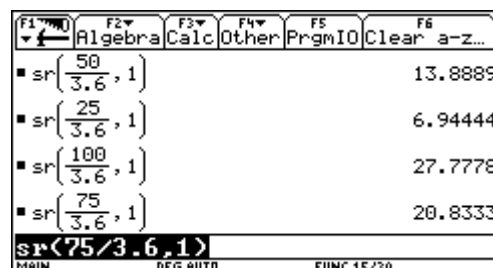 F1 F2 F3 F4 F5 F6
Algebra Calc Other PrgmIO Clear a-z…
sr(50/3.6,1) 13.8889
sr(25/3.6,1) 6.94444
sr(100/3.6,1) 27.7778
sr(75/3.6,1) 20.8333
sr(75/3.6,1)
MAIN DEG AUTO FUNC 15/30